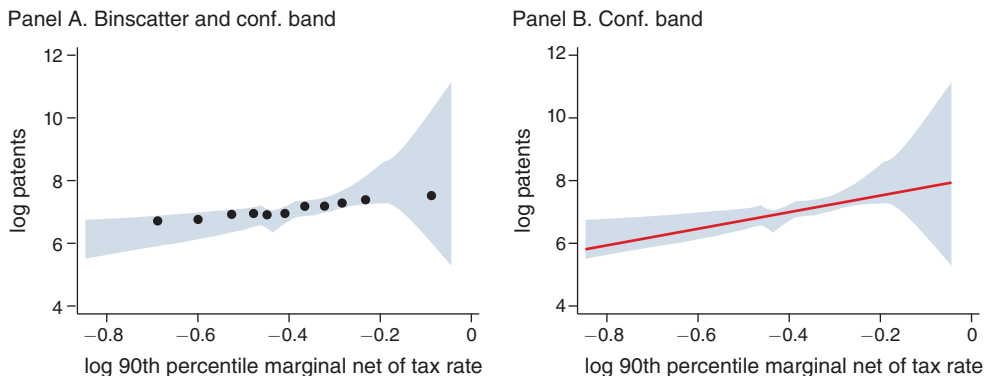 Panel A. Binscatter and conf. band
12
10
8
6
4
log patents
−0.8 −0.6 −0.4 −0.2 0
log 90th percentile marginal net of tax rate
Panel B. Conf. band
12
10
8
6
4
log patents
−0.8 −0.6 −0.4 −0.2 0
log 90th percentile marginal net of tax rate